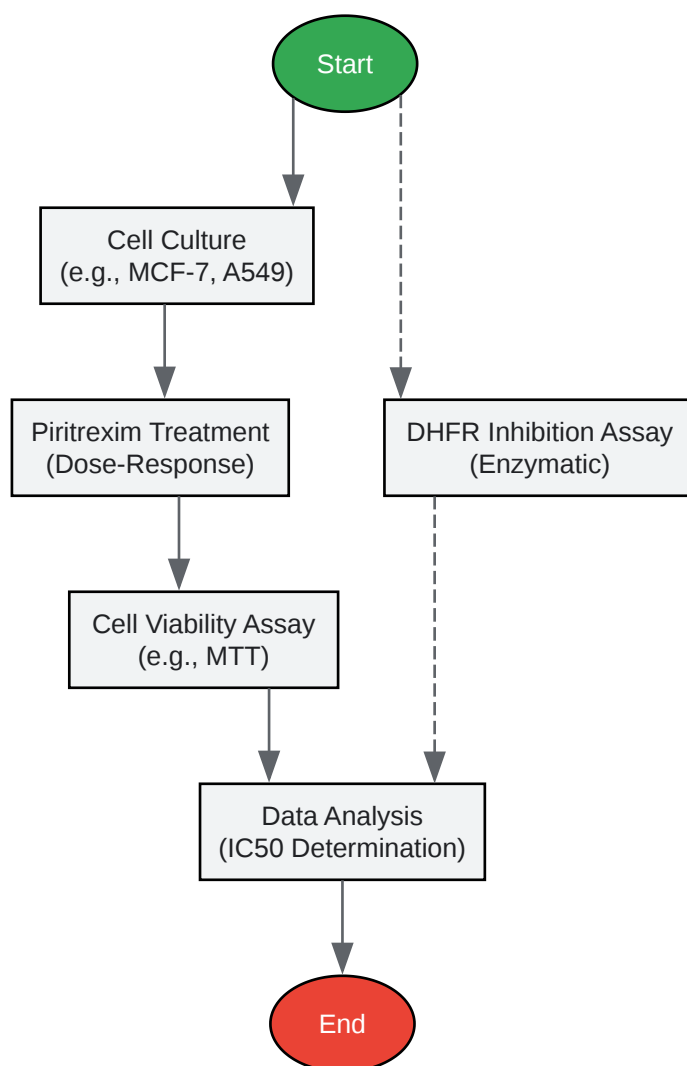 Start
Cell Culture
(e.g., MCF-7, A549)
Piritrexim Treatment
(Dose-Response)
DHFR Inhibition Assay
(Enzymatic)
Cell Viability Assay
(e.g., MTT)
Data Analysis
(IC50 Determination)
End